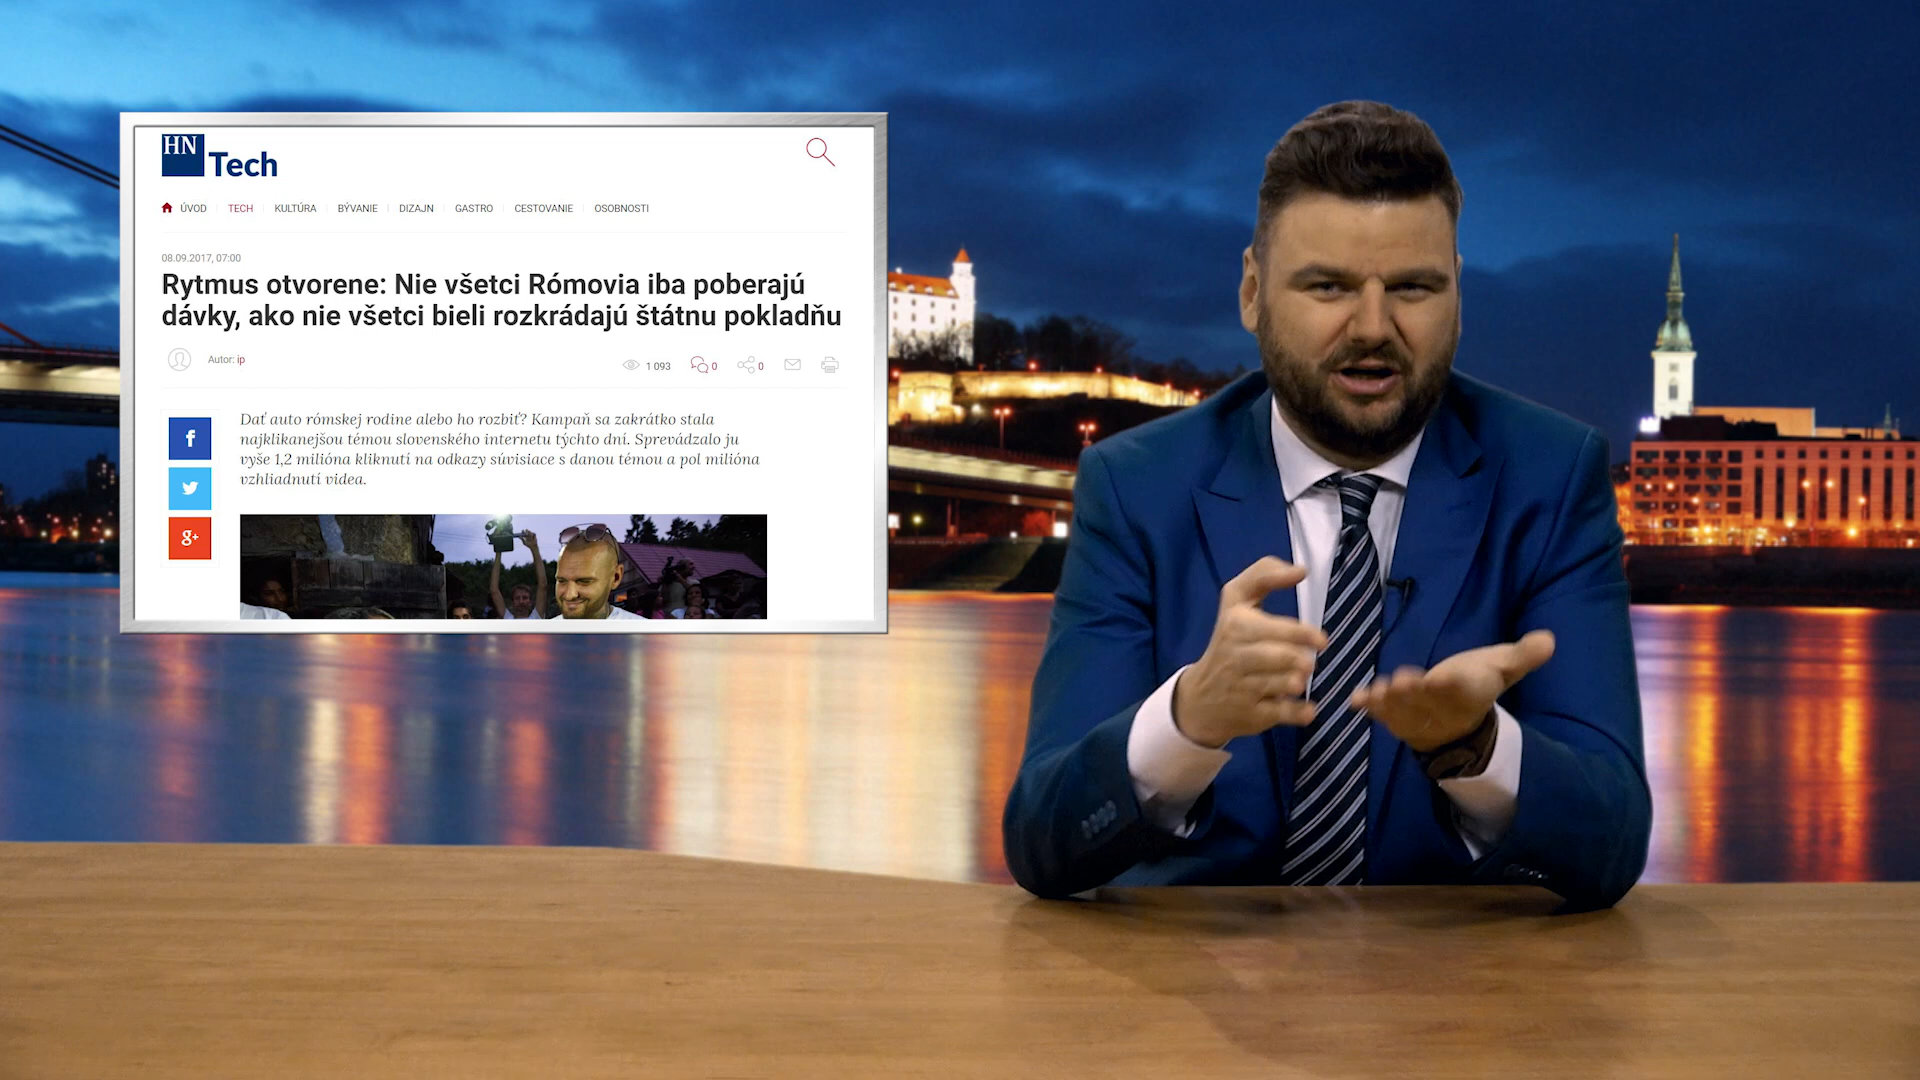 HN Tech
ÚVOD TECH KULTÚRA BÝVANIE DIZAJN GASTRO CESTOVANIE OSOBNOSTI
08.09.2017, 07:00
Rytmus otvorene: Nie všetci Rómovia iba poberajú
dávky, ako nie všetci bieli rozkrádajú štátnu pokladňu
Autor: ip
1 093 0 0
Dať auto rómskej rodine alebo ho rozbiť? Kampaň sa zakrátko stala
najklikanejšou témou slovenského internetu týchto dní. Sprevádzalo ju
vyše 1,2 milióna kliknutí na odkazy súvisiace s danou témou a pol milióna
vzhliadnutí videa.
f
g+